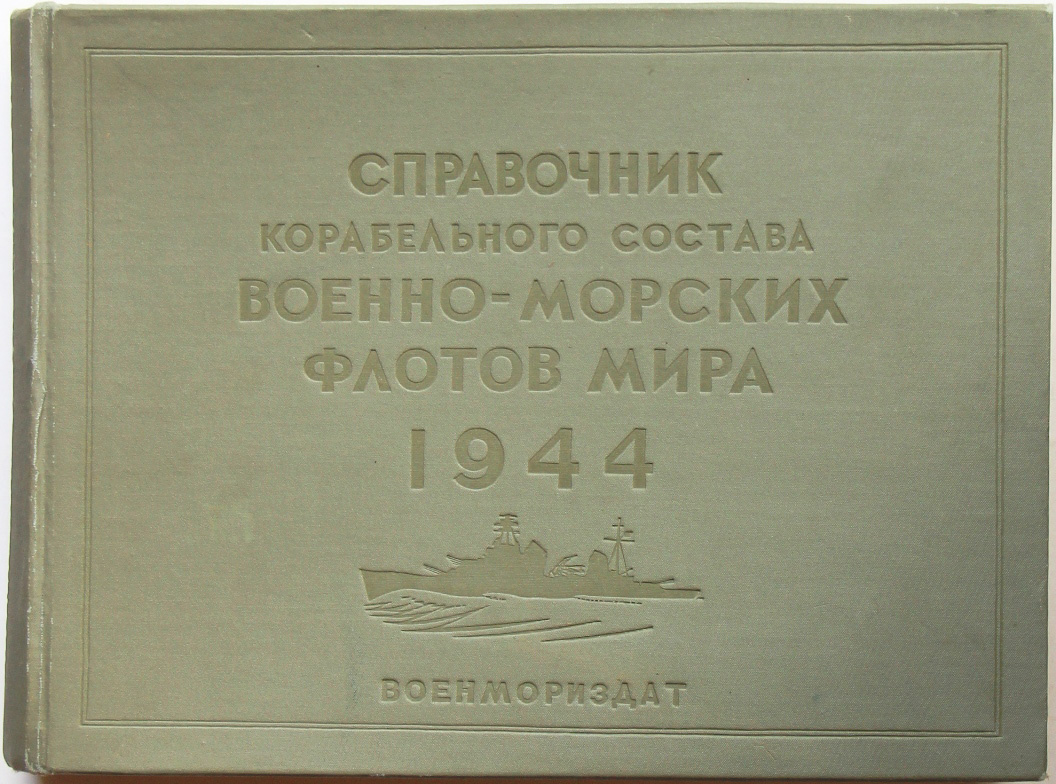 СПРАВОЧНИК
КОРАБЕЛЬНОГО СОСТАВА
ВОЕННО-МОРСКИХ
ФЛОТОВ МИРА
1944
ВОЕНМОРИЗДАТ